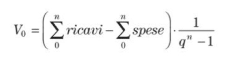 V₀ = (∑₀ⁿ ricavi − ∑₀ⁿ spese) · 1/(qⁿ − 1)